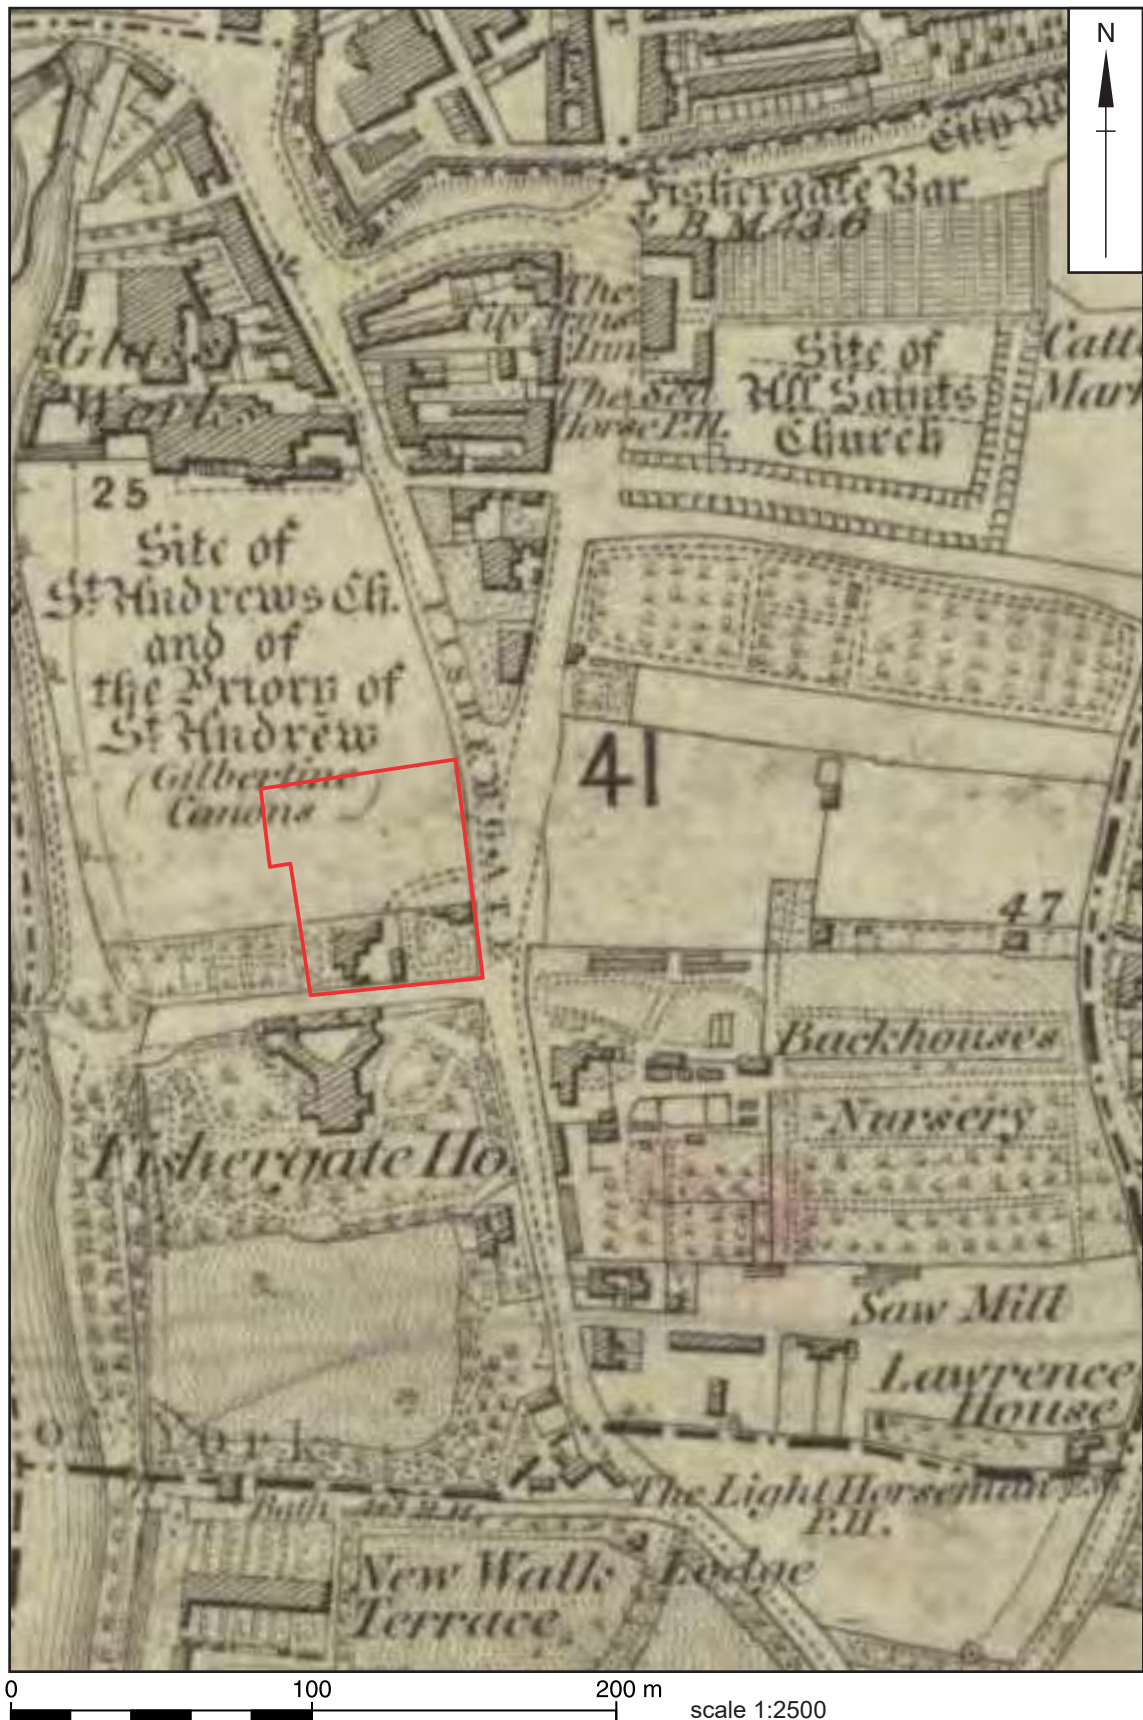 N
City W
Fishergate Bar
B.M.43.6
The
City Arms
Inn
The Sed
Horse P.H.
Glass
Works
Site of
All Saints
Church
Catt
Mar
25
Site of
St. Andrews Ch.
and of
the Priory of
St. Andrew
(Gilbertine
Canons)
FISHERGATE
41
47
Backhouses
Nursery
Fishergate Ho.
Saw Mill
Lawrence
House
York
The Light Horseman
P.H.
Bath
New Walk
Terrace
Lodge
0 100 200 m
scale 1:2500